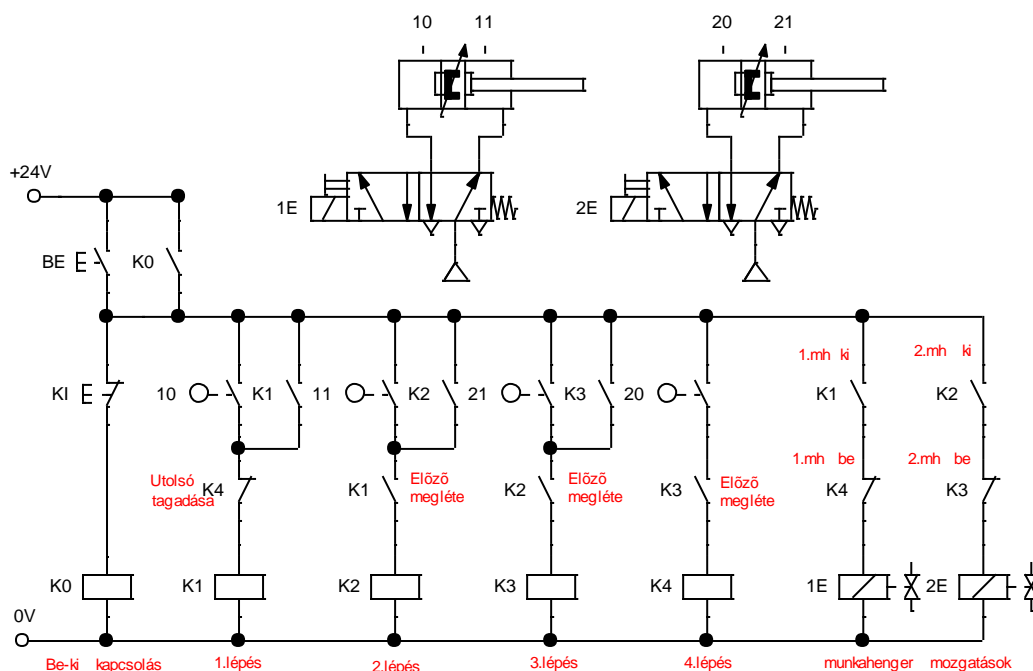 10 11 20 21
+24V
1E 2E
BE K0
1.mh ki 2.mh ki
KI 10 K1 11 K2 21 K3 20 K1 K2
1.mh be 2.mh be
Utolsó
tagadása
K4 K1 Előző
megléte
K2 Előző
megléte
K3 Előző
megléte
K4 K3
K0 K1 K2 K3 K4 1E 2E
0V
Be-ki kapcsolás 1.lépés 2.lépés 3.lépés 4.lépés munkahenger mozgatások